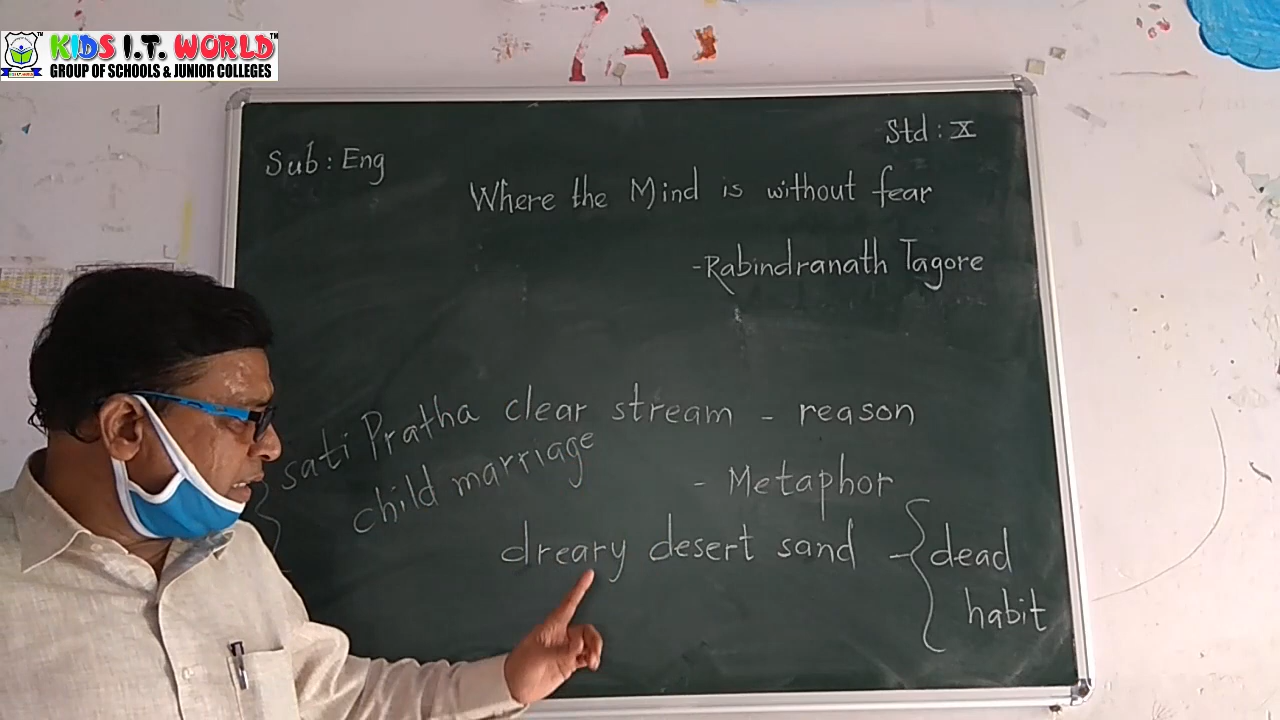 KIDS I.T. WORLD
GROUP OF SCHOOLS & JUNIOR COLLEGES
Std : X
Sub : Eng
Where the Mind is without fear
- Rabindranath Tagore
sati Pratha
child marriage
clear stream - reason
- Metaphor
dreary desert sand - { dead
habit